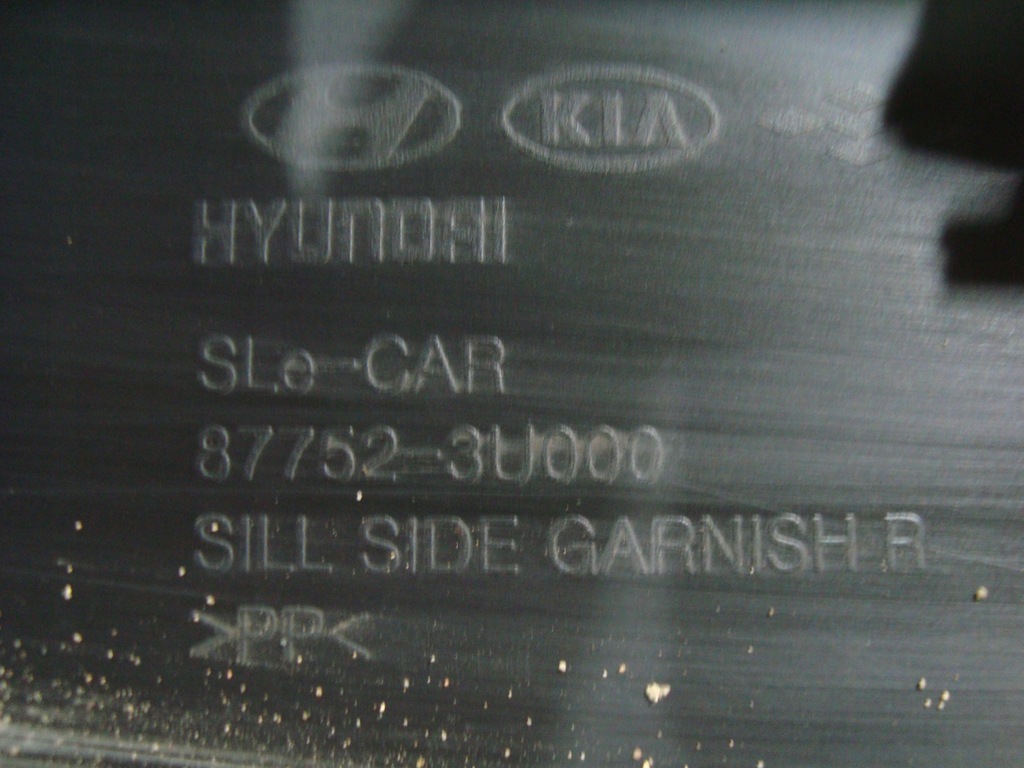 KIA
HYUNDAI
SLe-CAR
87752-3U000
SILL SIDE GARNISH R
>PP<